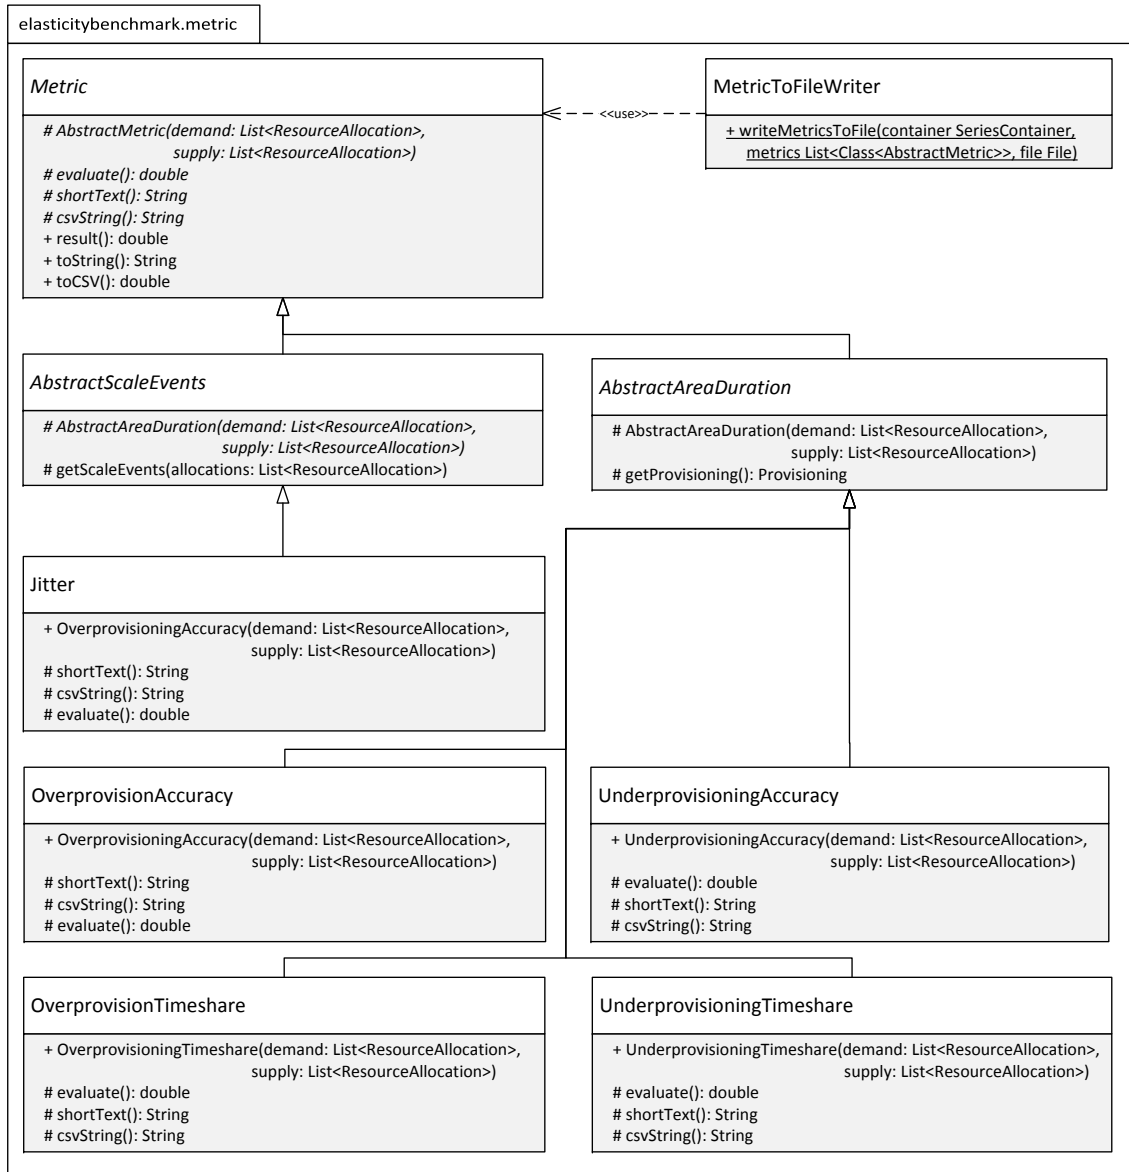 elasticitybenchmark.metric
Metric
# AbstractMetric(demand: List<ResourceAllocation>,
supply: List<ResourceAllocation>)
# evaluate(): double
# shortText(): String
# csvString(): String
+ result(): double
+ toString(): String
+ toCSV(): double
<<use>>
MetricToFileWriter
+ writeMetricsToFile(container SeriesContainer,
metrics List<Class<AbstractMetric>>, file File)
AbstractScaleEvents
# AbstractAreaDuration(demand: List<ResourceAllocation>,
supply: List<ResourceAllocation>)
# getScaleEvents(allocations: List<ResourceAllocation>)
AbstractAreaDuration
# AbstractAreaDuration(demand: List<ResourceAllocation>,
supply: List<ResourceAllocation>)
# getProvisioning(): Provisioning
Jitter
+ OverprovisioningAccuracy(demand: List<ResourceAllocation>,
supply: List<ResourceAllocation>)
# shortText(): String
# csvString(): String
# evaluate(): double
OverprovisionAccuracy
+ OverprovisioningAccuracy(demand: List<ResourceAllocation>,
supply: List<ResourceAllocation>)
# shortText(): String
# csvString(): String
# evaluate(): double
UnderprovisioningAccuracy
+ UnderprovisioningAccuracy(demand: List<ResourceAllocation>,
supply: List<ResourceAllocation>)
# evaluate(): double
# shortText(): String
# csvString(): String
OverprovisionTimeshare
+ OverprovisioningTimeshare(demand: List<ResourceAllocation>,
supply: List<ResourceAllocation>)
# evaluate(): double
# shortText(): String
# csvString(): String
UnderprovisioningTimeshare
+ UnderprovisioningTimeshare(demand: List<ResourceAllocation>,
supply: List<ResourceAllocation>)
# evaluate(): double
# shortText(): String
# csvString(): String